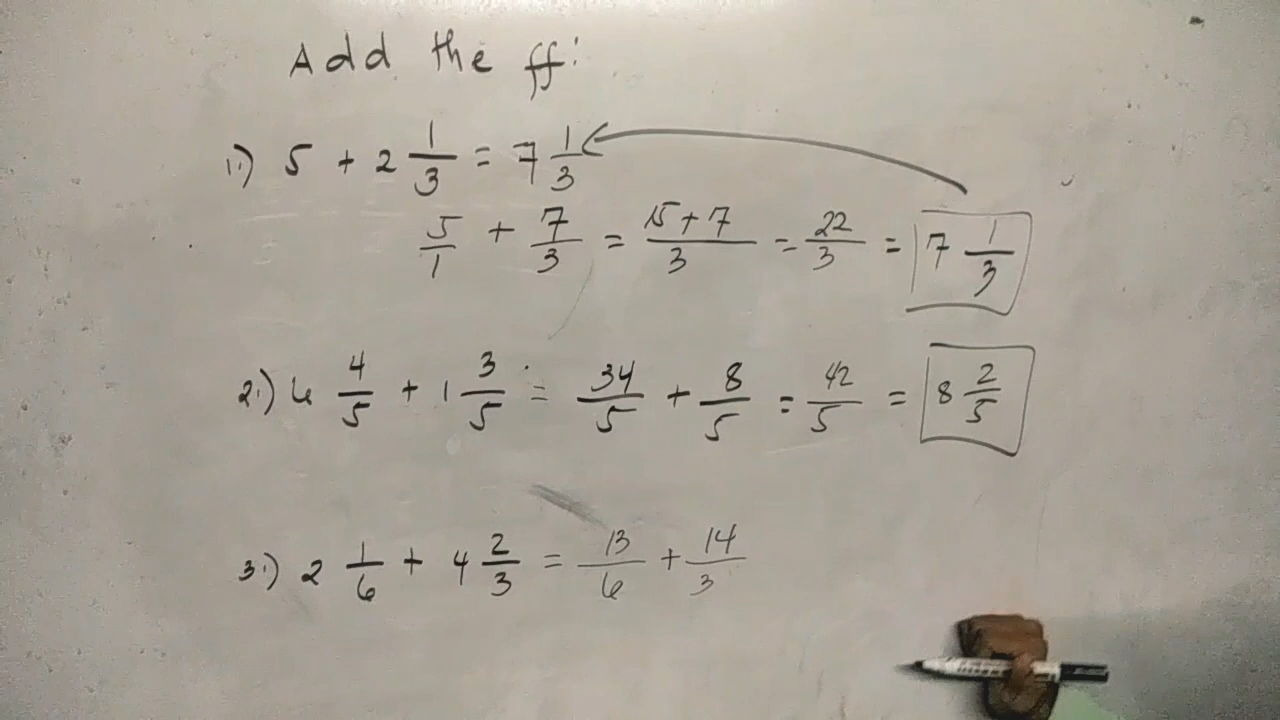 Add the ff:
1.) 5 + 2 1/3 = 7 1/3
5/1 + 7/3 = 15+7/3 = 22/3 = 7 1/3
2.) 6 4/5 + 1 3/5 = 34/5 + 8/5 = 42/5 = 8 2/5
3.) 2 1/6 + 4 2/3 = 13/6 + 14/3